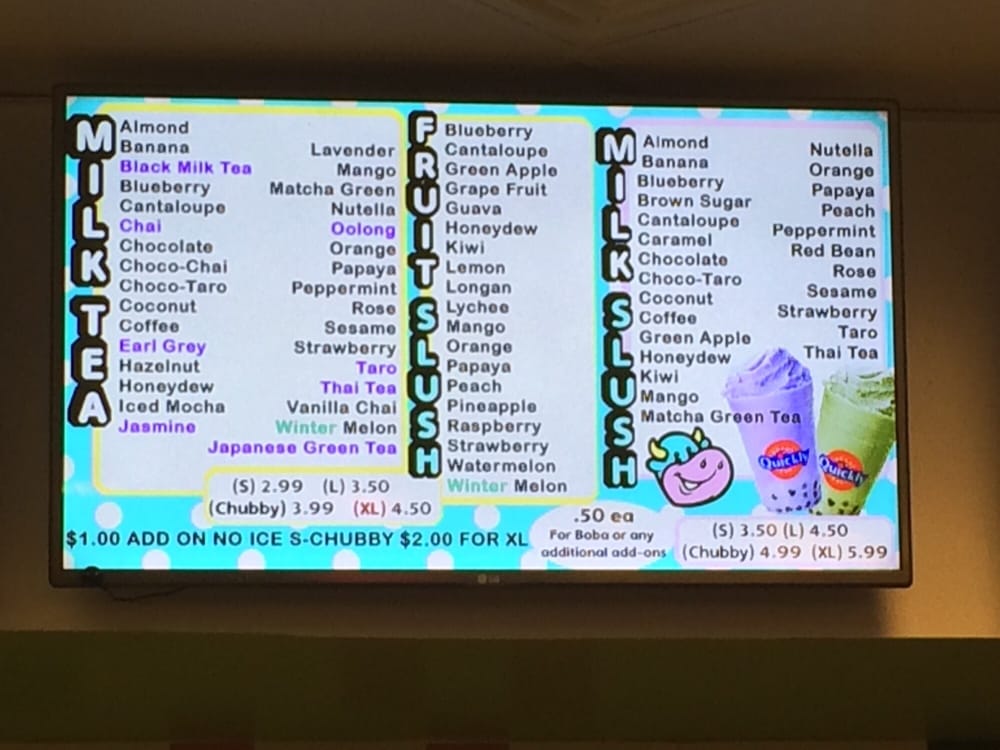 MILK TEA
Almond
Banana
Black Milk Tea
Blueberry
Cantaloupe
Chai
Chocolate
Choco-Chai
Choco-Taro
Coconut
Coffee
Earl Grey
Hazelnut
Honeydew
Iced Mocha
Jasmine
Lavender
Mango
Matcha Green
Nutella
Oolong
Orange
Papaya
Peppermint
Rose
Sesame
Strawberry
Taro
Thai Tea
Vanilla Chai
Winter Melon
Japanese Green Tea
(S) 2.99 (L) 3.50
(Chubby) 3.99 (XL) 4.50
FRUIT SLUSH
Blueberry
Cantaloupe
Green Apple
Grape Fruit
Guava
Honeydew
Kiwi
Lemon
Longan
Lychee
Mango
Orange
Papaya
Peach
Pineapple
Raspberry
Strawberry
Watermelon
Winter Melon
MILK SLUSH
Almond
Banana
Blueberry
Brown Sugar
Cantaloupe
Caramel
Chocolate
Choco-Taro
Coconut
Coffee
Green Apple
Honeydew
Kiwi
Mango
Matcha Green Tea
Nutella
Orange
Papaya
Peach
Peppermint
Red Bean
Rose
Sesame
Strawberry
Taro
Thai Tea
Quickly
Quickly
(S) 3.50 (L) 4.50
(Chubby) 4.99 (XL) 5.99
$1.00 ADD ON NO ICE S-CHUBBY $2.00 FOR XL
.50 ea
For Boba or any
additional add-ons
LG